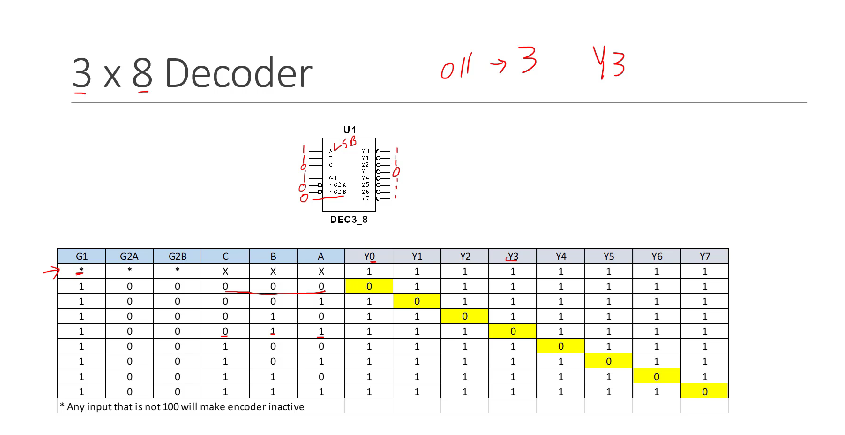 3 x 8 Decoder
011 → 3 Y3
U1
LSB
DEC3_8
G1 G2A G2B C B A Y0 Y1 Y2 Y3 Y4 Y5 Y6 Y7
* * * X X X 1 1 1 1 1 1 1 1
1 0 0 0 0 0 0 1 1 1 1 1 1 1
1 0 0 0 0 1 1 0 1 1 1 1 1 1
1 0 0 0 1 0 1 1 0 1 1 1 1 1
1 0 0 0 1 1 1 1 1 0 1 1 1 1
1 0 0 1 0 0 1 1 1 1 0 1 1 1
1 0 0 1 0 1 1 1 1 1 1 0 1 1
1 0 0 1 1 0 1 1 1 1 1 1 0 1
1 0 0 1 1 1 1 1 1 1 1 1 1 0
* Any input that is not 100 will make encoder inactive